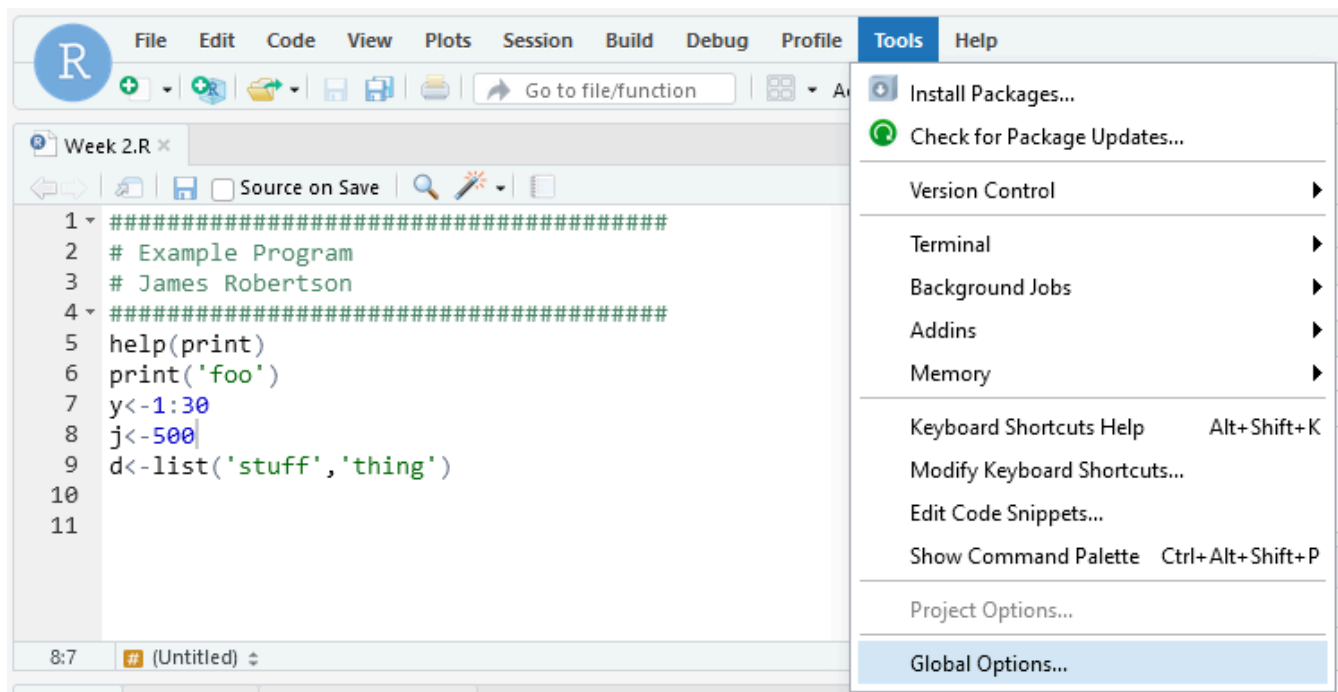 R File Edit Code View Plots Session Build Debug Profile Tools Help
R Go to file/function
Install Packages...
Check for Package Updates...
Version Control
Terminal
Background Jobs
Addins
Memory
Keyboard Shortcuts Help Alt+Shift+K
Modify Keyboard Shortcuts...
Edit Code Snippets...
Show Command Palette Ctrl+Alt+Shift+P
Project Options...
Global Options...
Week 2.R
Source on Save
1 #######################################
2 # Example Program
3 # James Robertson
4 #######################################
5 help(print)
6 print('foo')
7 y<-1:30
8 j<-500
9 d<-list('stuff','thing')
10
11
8:7 # (Untitled)